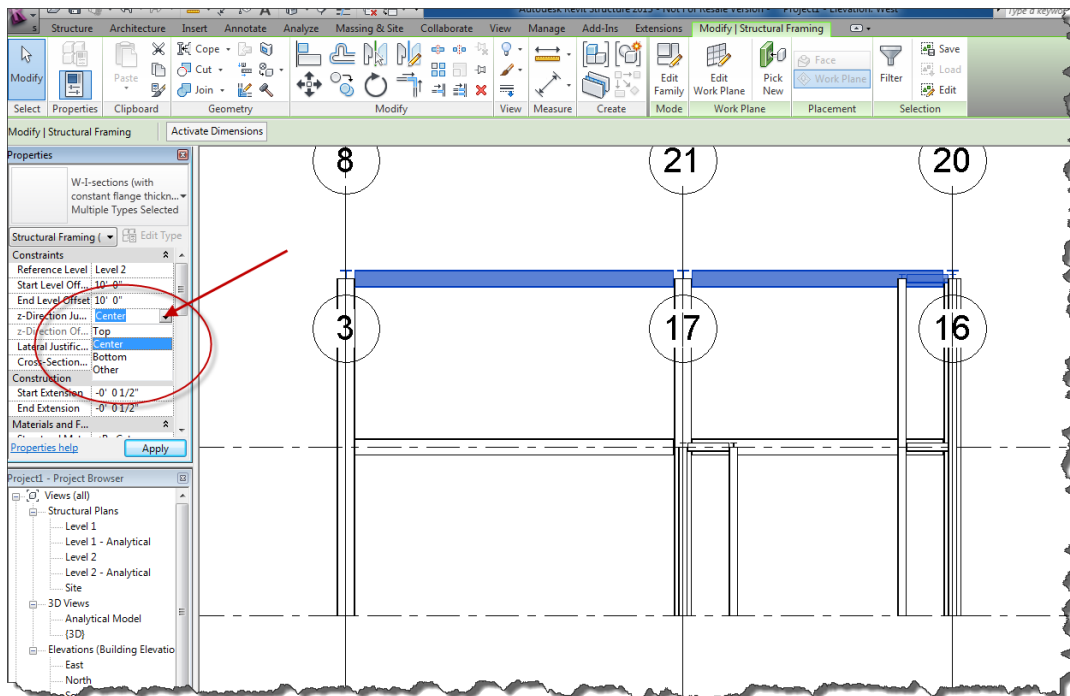 Autodesk Revit Structure 2013 - Not For Resale Version - Project1 - Elevation: West
Type a keywor
s Structure Architecture Insert Annotate Analyze Massing & Site Collaborate View Manage Add-Ins Extensions Modify | Structural Framing
Modify Paste Cope Cut Join Edit Family Edit Work Plane Pick New Face Work Plane Filter Save Load Edit
Select Properties Clipboard Geometry Modify View Measure Create Mode Work Plane Placement Selection
Modify | Structural Framing Activate Dimensions
Properties
W-I-sections (with
constant flange thickn...
Multiple Types Selected
Structural Framing ( Edit Type
Constraints
Reference Level Level 2
Start Level Off... 10' 0"
End Level Offset 10' 0"
z-Direction Ju... Center
z-Direction Of... Top
Center
Lateral Justific... Bottom
Cross-Section... Other
Construction
Start Extension -0' 0 1/2"
End Extension -0' 0 1/2"
Materials and F...
Properties help Apply
Project1 - Project Browser
Views (all)
Structural Plans
Level 1
Level 1 - Analytical
Level 2
Level 2 - Analytical
Site
3D Views
Analytical Model
{3D}
Elevations (Building Elevatio
East
North
8 21 20
3 17 16